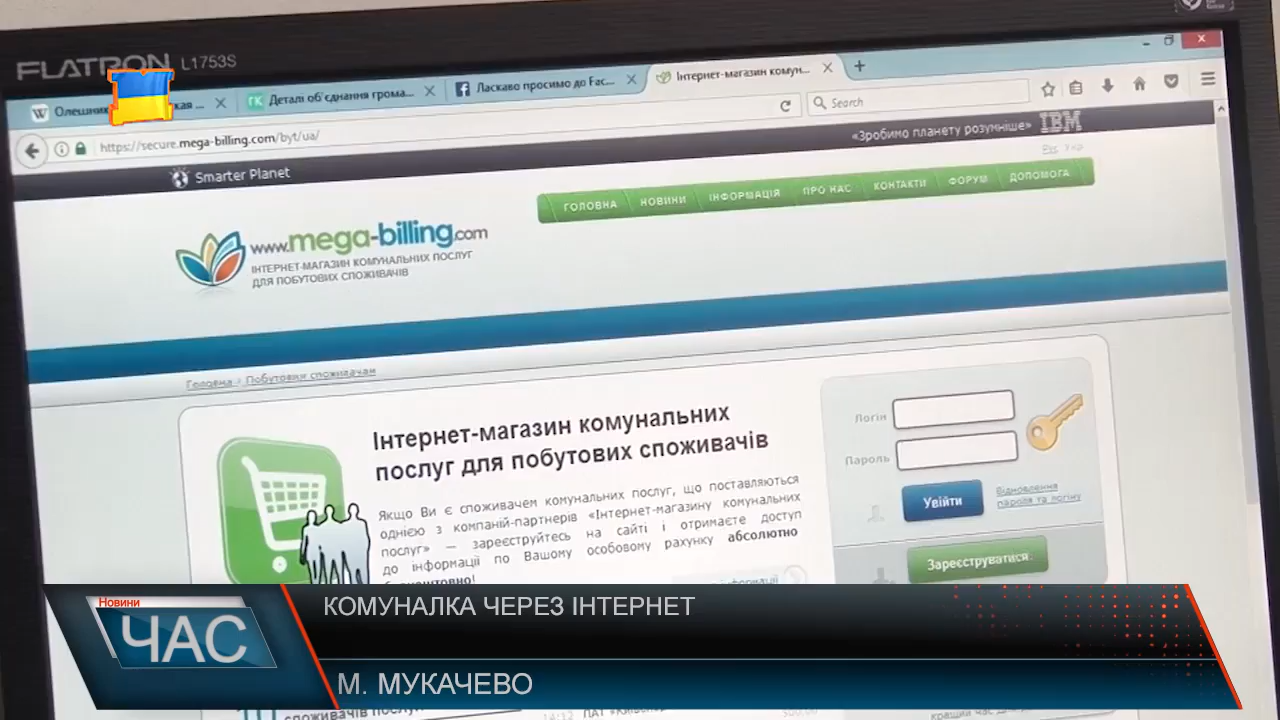 FLATRON L1753S
Деталі об'єднання грома...
Ласкаво просимо до Fac...
Інтернет-магазин комун...
https://secure.mega-billing.com/byt/ua/
Search
Smarter Planet
«Зробимо планету розумніше» IBM
Рус Укр
ГОЛОВНА НОВИНИ ІНФОРМАЦІЯ ПРО НАС КОНТАКТИ ФОРУМ ДОПОМОГА
www.mega-billing.com
ІНТЕРНЕТ-МАГАЗИН КОМУНАЛЬНИХ ПОСЛУГ
ДЛЯ ПОБУТОВИХ СПОЖИВАЧІВ
Головна
Інтернет-магазин комунальних
послуг для побутових споживачів
Якщо Ви є споживачем комунальних послуг, що поставляються
однією з компаній-партнерів «Інтернет-магазину комунальних
послуг» — зареєструйтесь на сайті і отримаєте доступ
до інформації по Вашому особовому рахунку абсолютно
Логін
Пароль
Увійти
Відновлення
пароля та логіну
Зареєструватися
Новини
ЧАС
КОМУНАЛКА ЧЕРЕЗ ІНТЕРНЕТ
М. МУКАЧЕВО